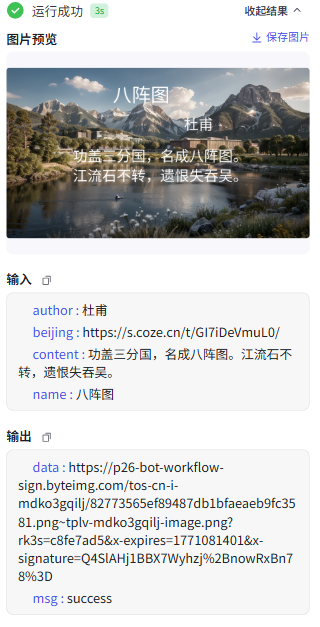 运行成功 3s 收起结果
图片预览 保存图片
八阵图
杜甫
功盖三分国，名成八阵图。
江流石不转，遗恨失吞吴。
输入
author : 杜甫
beijing : https://s.coze.cn/t/GI7iDeVmuL0/
content : 功盖三分国，名成八阵图。江流石不
转，遗恨失吞吴。
name : 八阵图
输出
data : https://p26-bot-workflow-
sign.byteimg.com/tos-cn-i-
mdko3gqilj/82773565ef89487db1bfaeaeb9fc35
81.png~tplv-mdko3gqilj-image.png?
rk3s=c8fe7ad5&x-expires=1771081401&x-
signature=Q4SlAHj1BBX7Wyhzj%2BnowRxBn7
8%3D
msg : success